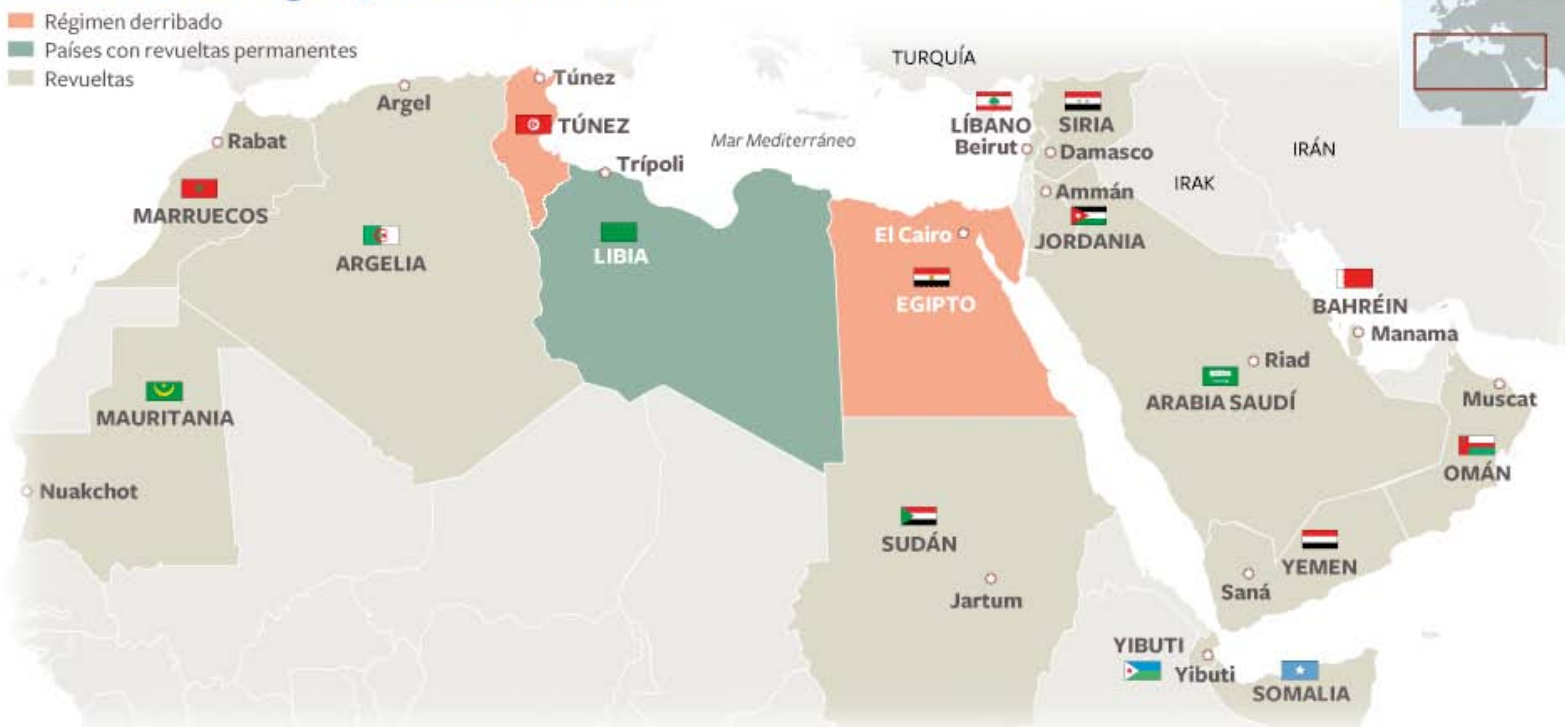 Régimen derribado
Países con revueltas permanentes
Revueltas
TURQUÍA
Túnez
Argel
TÚNEZ
LÍBANO
SIRIA
Rabat
Mar Mediterráneo
Beirut
Damasco
IRÁN
Trípoli
IRAK
Ammán
MARRUECOS
El Cairo
JORDANIA
ARGELIA
LIBIA
EGIPTO
BAHRÉIN
Manama
Riad
ARABIA SAUDÍ
Muscat
MAURITANIA
OMÁN
Nuakchot
SUDÁN
YEMEN
Saná
Jartum
YIBUTI
Yibuti
SOMALIA